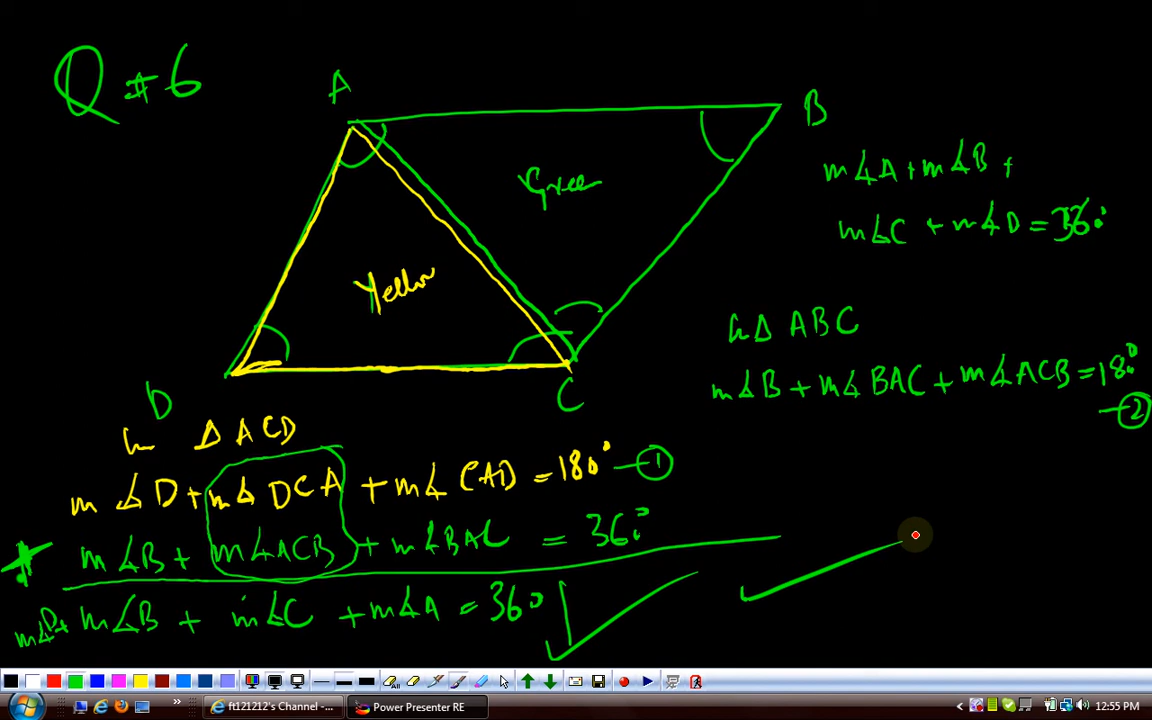 Q # 6
A
B
Green
m∡A + m∡B +
m∡C + m∡D = 360°
Yellow
In Δ ABC
m∡B + m∡BAC + m∡ACB = 180°
—②
D
C
In Δ ACD
m∡D + m∡DCA + m∡CAD = 180° —①
m∡B + m∡ACB + m∡BAC = 360°
m∡D + m∡B + m∡C + m∡A = 360
ft121212's Channel -...
Power Presenter RE
12:55 PM